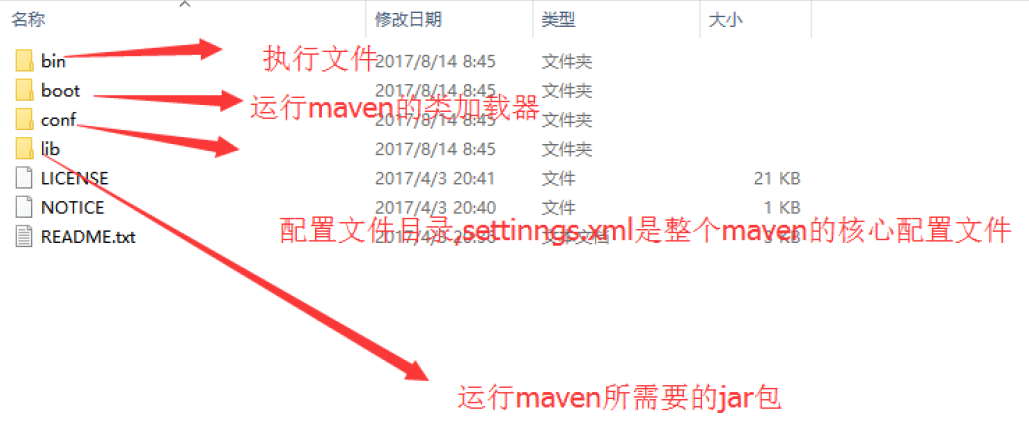 名称 修改日期 类型 大小
bin 执行文件 2017/8/14 8:45 文件夹
boot 2017/8/14 8:45 文件夹
运行maven的类加载器
conf 2017/8/14 8:45 文件夹
lib 2017/8/14 8:45 文件夹
LICENSE 2017/4/3 20:41 文件 21 KB
NOTICE 2017/4/3 20:40 文件 1 KB
配置文件目录,settinngs.xml是整个maven的核心配置文件
README.txt 文本文档 KB
运行maven所需要的jar包